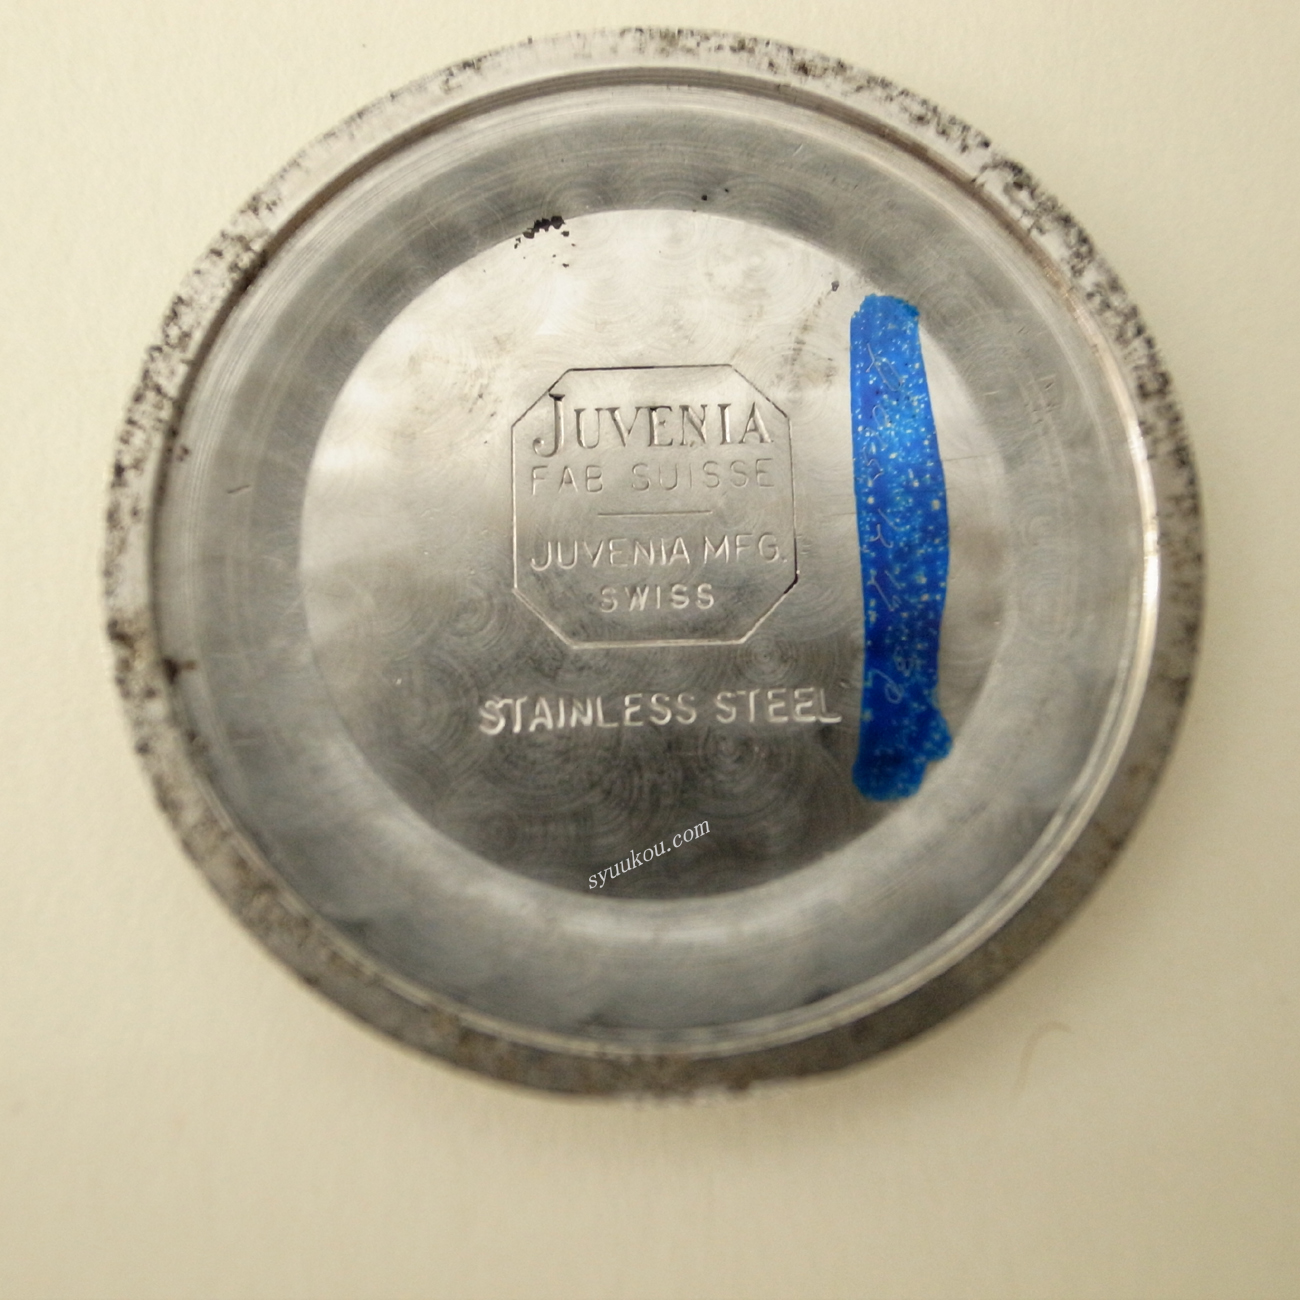 JUVENIA
FAB SUISSE
JUVENIA MFG.
SWISS
STAINLESS STEEL
syuukou.com